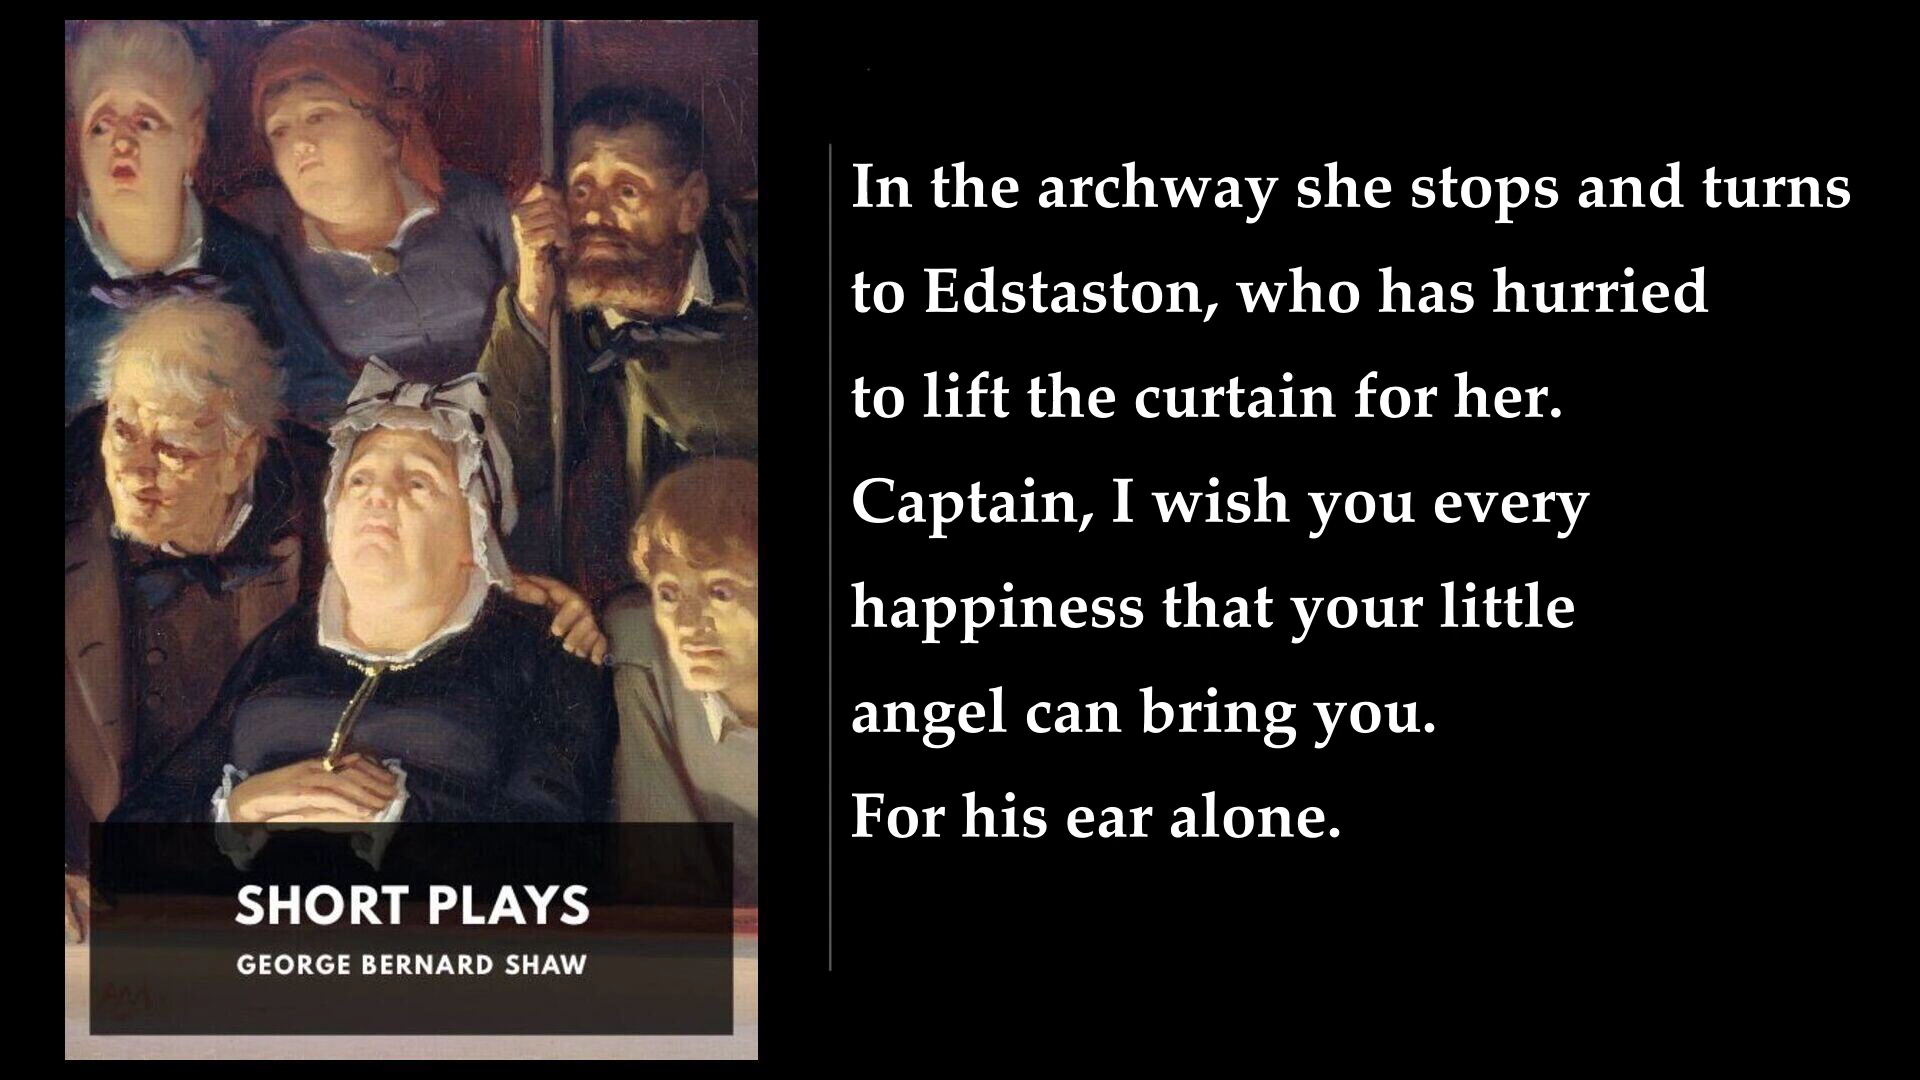 In the archway she stops and turns
to Edstaston, who has hurried
to lift the curtain for her.
Captain, I wish you every
happiness that your little
angel can bring you.
For his ear alone.
SHORT PLAYS
GEORGE BERNARD SHAW